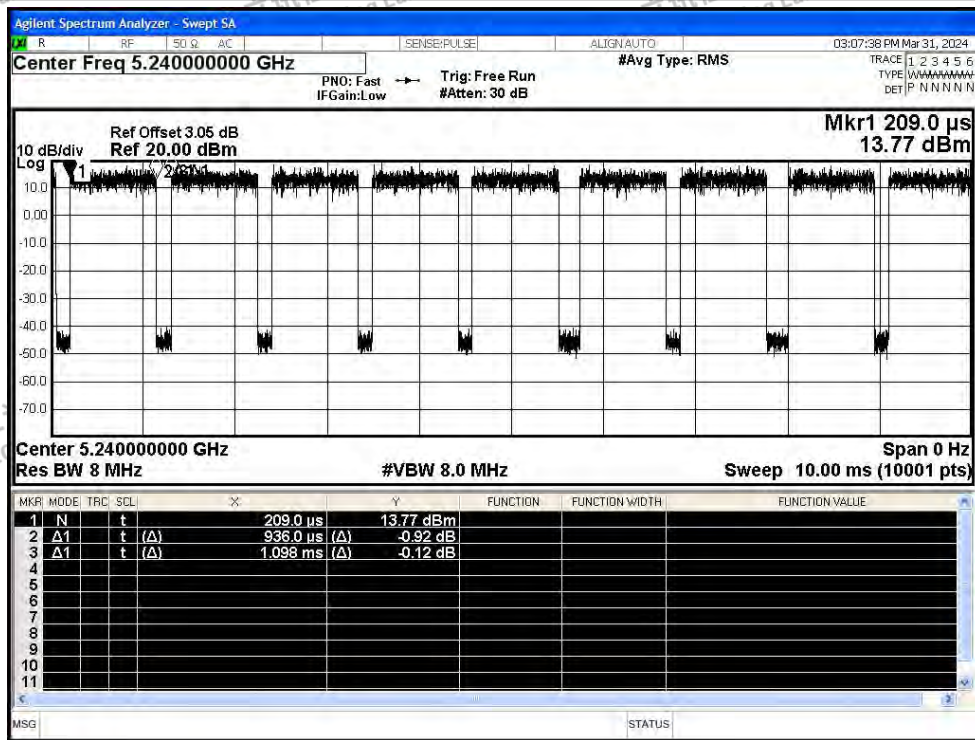 Agilent Spectrum Analyzer - Swept SA
R RF 50 Ω AC SENSE:PULSE ALIGN AUTO 03:07:38 PM Mar 31, 2024
Center Freq 5.240000000 GHz
PNO: Fast Trig: Free Run #Avg Type: RMS
IFGain:Low #Atten: 30 dB
TRACE 1 2 3 4 5 6
TYPE
DET P N N N N N
Mkr1 209.0 µs
13.77 dBm
Ref Offset 3.05 dB
10 dB/div Ref 20.00 dBm
Log
1
10.0
0.00
-10.0
-20.0
-30.0
-40.0
-50.0
-60.0
-70.0
Center 5.240000000 GHz Span 0 Hz
Res BW 8 MHz #VBW 8.0 MHz Sweep 10.00 ms (10001 pts)
MKR MODE TRC SCL X Y FUNCTION FUNCTION WIDTH FUNCTION VALUE
1 N t 209.0 µs 13.77 dBm
2 Δ1 t (Δ) 936.0 µs (Δ) -0.92 dB
3 Δ1 t (Δ) 1.098 ms (Δ) -0.12 dB
4
5
6
7
8
9
10
11
MSG STATUS